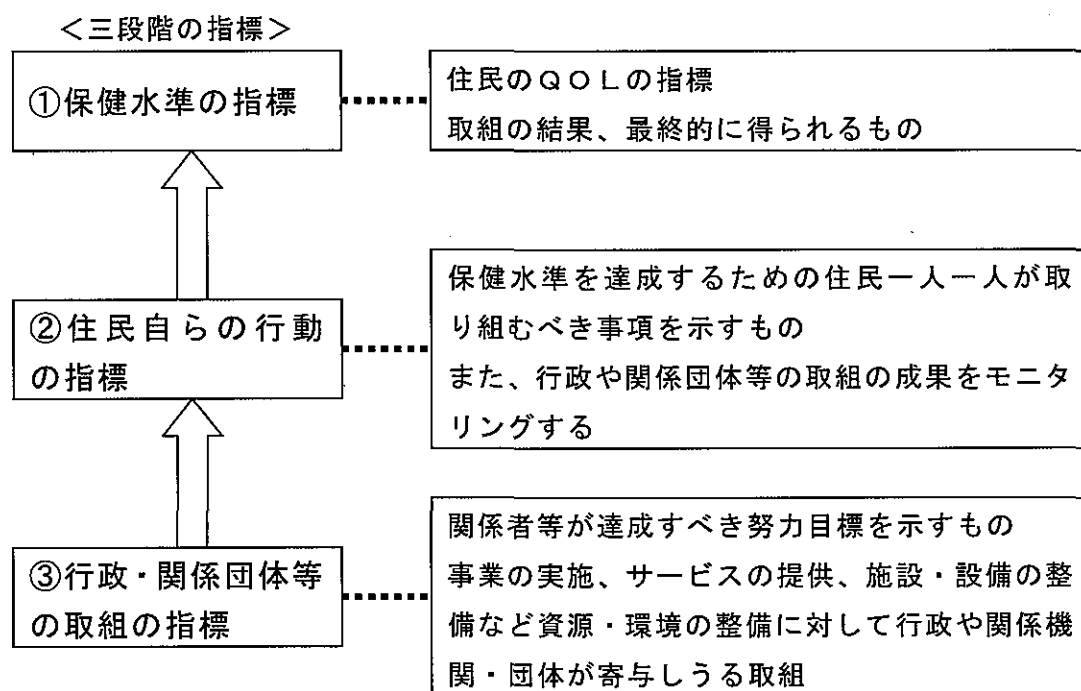 ＜三段階の指標＞
①保健水準の指標
住民のＱＯＬの指標
取組の結果、最終的に得られるもの
②住民自らの行動
の指標
保健水準を達成するための住民一人一人が取
り組むべき事項を示すもの
また、行政や関係団体等の取組の成果をモニタ
リングする
③行政・関係団体等
の取組の指標
関係者等が達成すべき努力目標を示すもの
事業の実施、サービスの提供、施設・設備の整
備など資源・環境の整備に対して行政や関係機
関・団体が寄与しうる取組